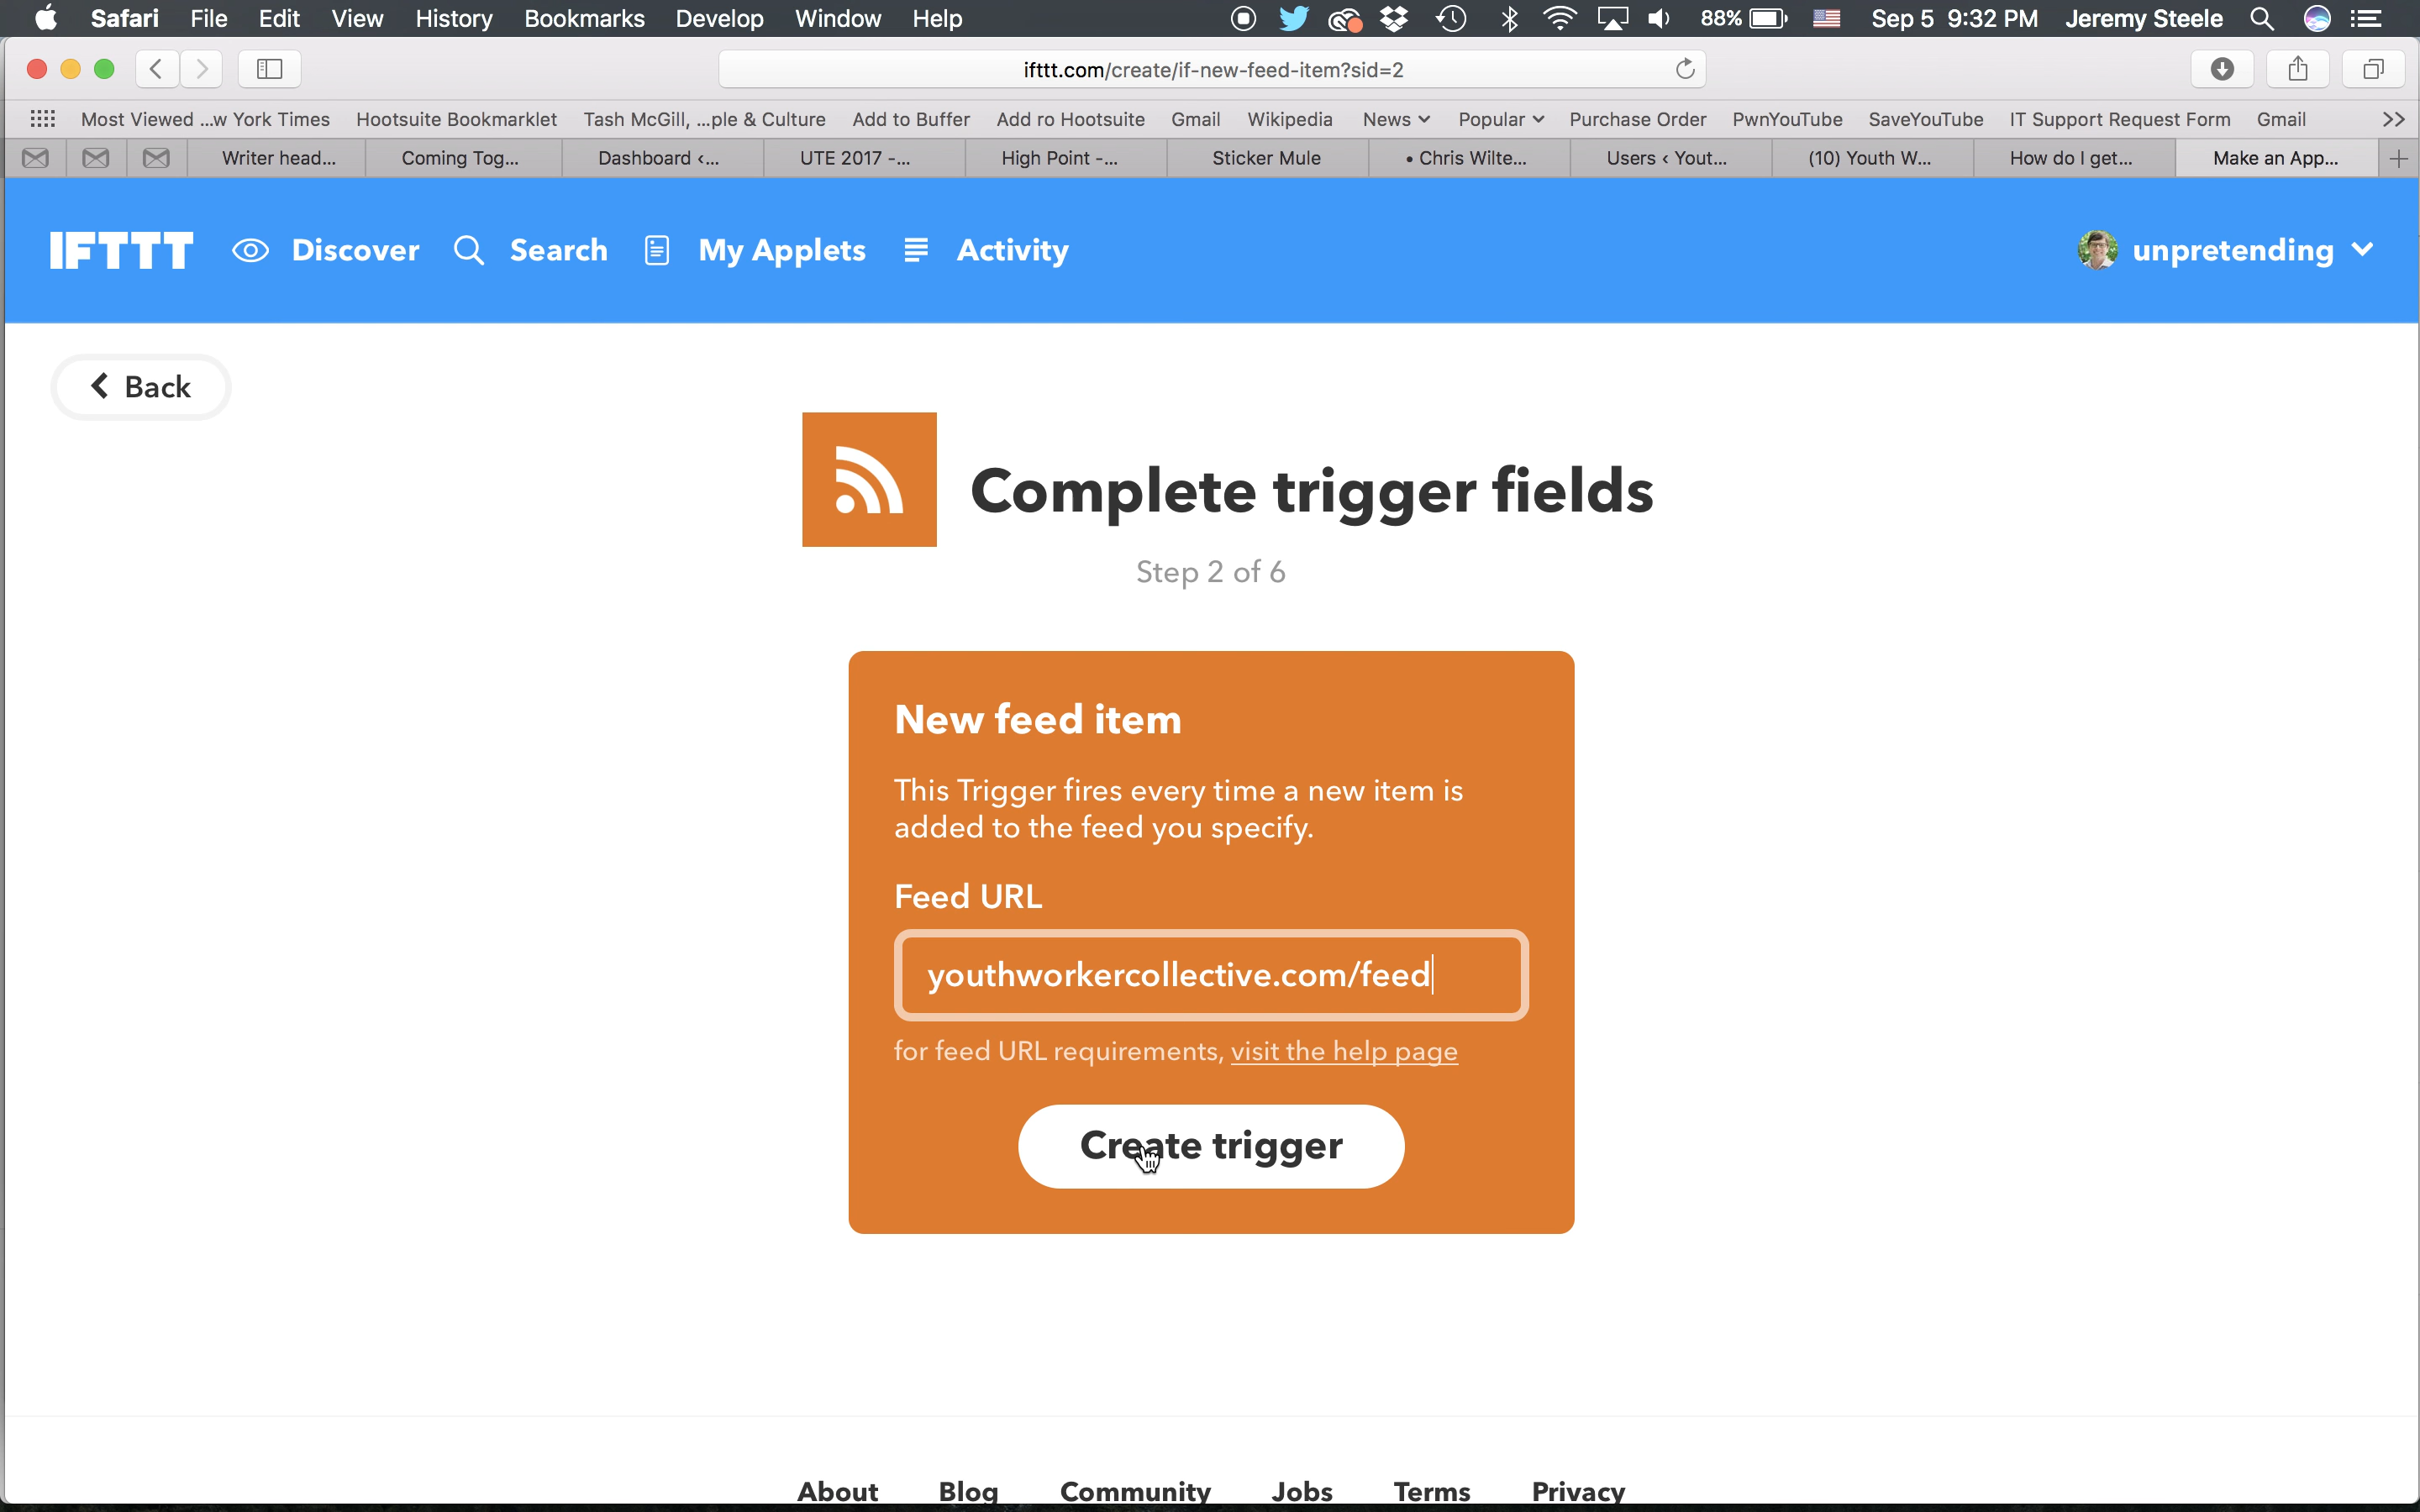 Safari File Edit View History Bookmarks Develop Window Help 88% Sep 5 9:32 PM Jeremy Steele
ifttt.com/create/if-new-feed-item?sid=2
Most Viewed ...w York Times Hootsuite Bookmarklet Tash McGill, ...ple & Culture Add to Buffer Add ro Hootsuite Gmail Wikipedia News Popular Purchase Order PwnYouTube SaveYouTube IT Support Request Form Gmail
Writer head... Coming Tog... Dashboard <... UTE 2017 -... High Point -... Sticker Mule • Chris Wilte... Users ‹ Yout... (10) Youth W... How do I get... Make an App...
IFTTT Discover Search My Applets Activity unpretending
Back
Complete trigger fields
Step 2 of 6
New feed item
This Trigger fires every time a new item is
added to the feed you specify.
Feed URL
youthworkercollective.com/feed
for feed URL requirements, visit the help page
Create trigger
About Blog Community Jobs Terms Privacy